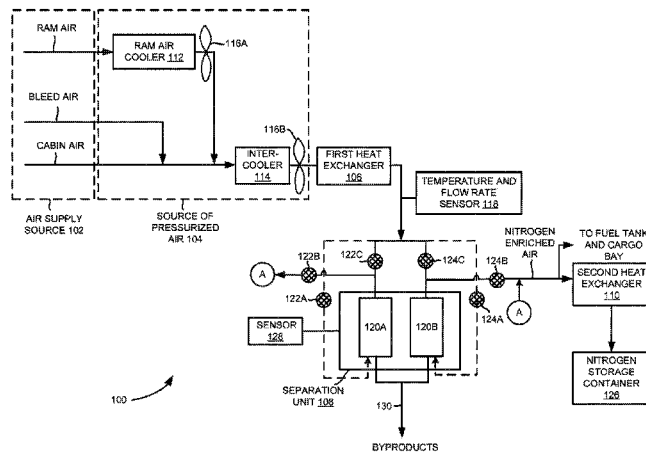 RAM AIR
RAM AIR
COOLER 112
116A
BLEED AIR
CABIN AIR
116B
INTER-
COOLER
114
FIRST HEAT
EXCHANGER
106
AIR SUPPLY
SOURCE 102
SOURCE OF
PRESSURIZED
AIR 104
TEMPERATURE AND
FLOW RATE
SENSOR 118
TO FUEL TANK
AND CARGO
BAY
NITROGEN
ENRICHED
AIR
122B
122C
124C
124B
A
122A
124A
A
SECOND HEAT
EXCHANGER
110
120A
120B
SENSOR
128
SEPARATION
UNIT 108
130
NITROGEN
STORAGE
CONTAINER
126
100
BYPRODUCTS